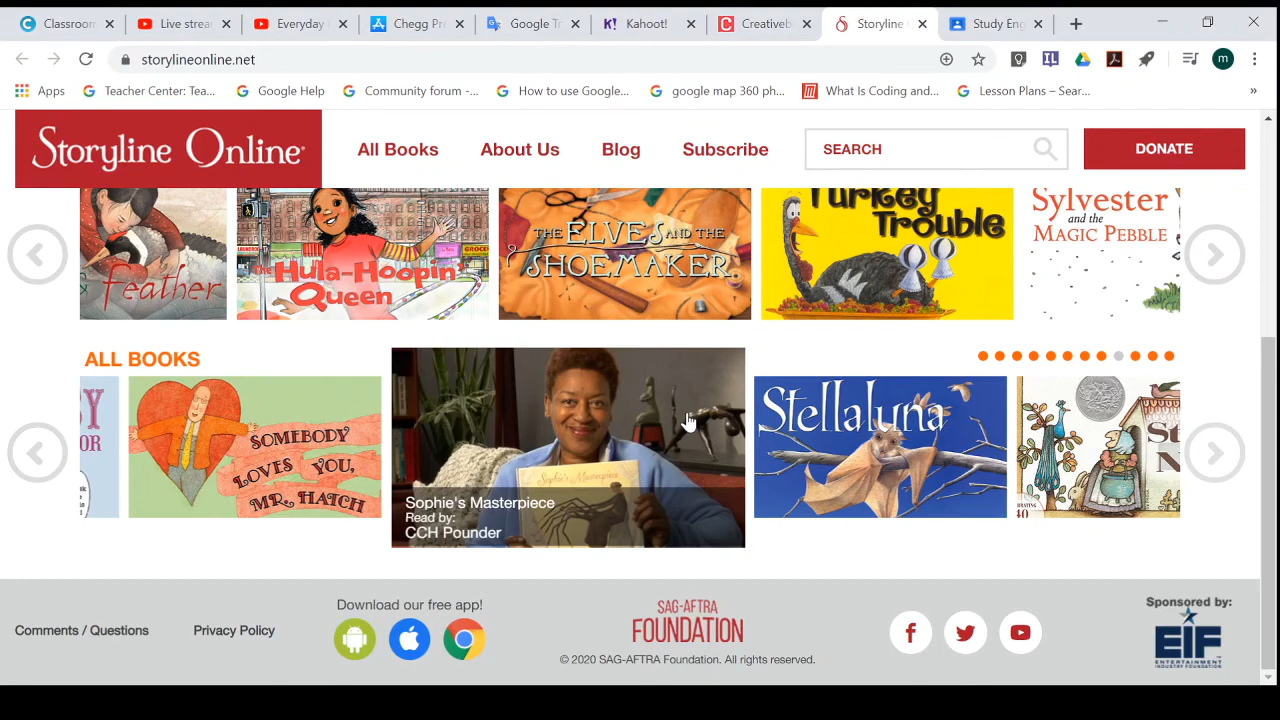 Classroom
Live strea
Everyday
Chegg Pr
Google T
Kahoot!
Creativeb
Storyline
Study Eng
storylineonline.net
Apps
Teacher Center: Tea...
Google Help
Community forum -...
How to use Google...
google map 360 ph...
What Is Coding and...
Lesson Plans – Sear...
Storyline Online
All Books
About Us
Blog
Subscribe
SEARCH
DONATE
feather
the Hula-Hoopin'
Queen
THE ELVES AND THE
SHOEMAKER
Turkey
Trouble
Sylvester
and the
MAGIC PEBBLE
ALL BOOKS
SOMEBODY
LOVES YOU,
MR. HATCH
Sophie's Masterpiece
Read by:
CCH Pounder
Stellaluna
Download our free app!
Comments / Questions
Privacy Policy
SAG-AFTRA
FOUNDATION
© 2020 SAG-AFTRA Foundation. All rights reserved.
Sponsored by:
EIF
ENTERTAINMENT
INDUSTRY FOUNDATION